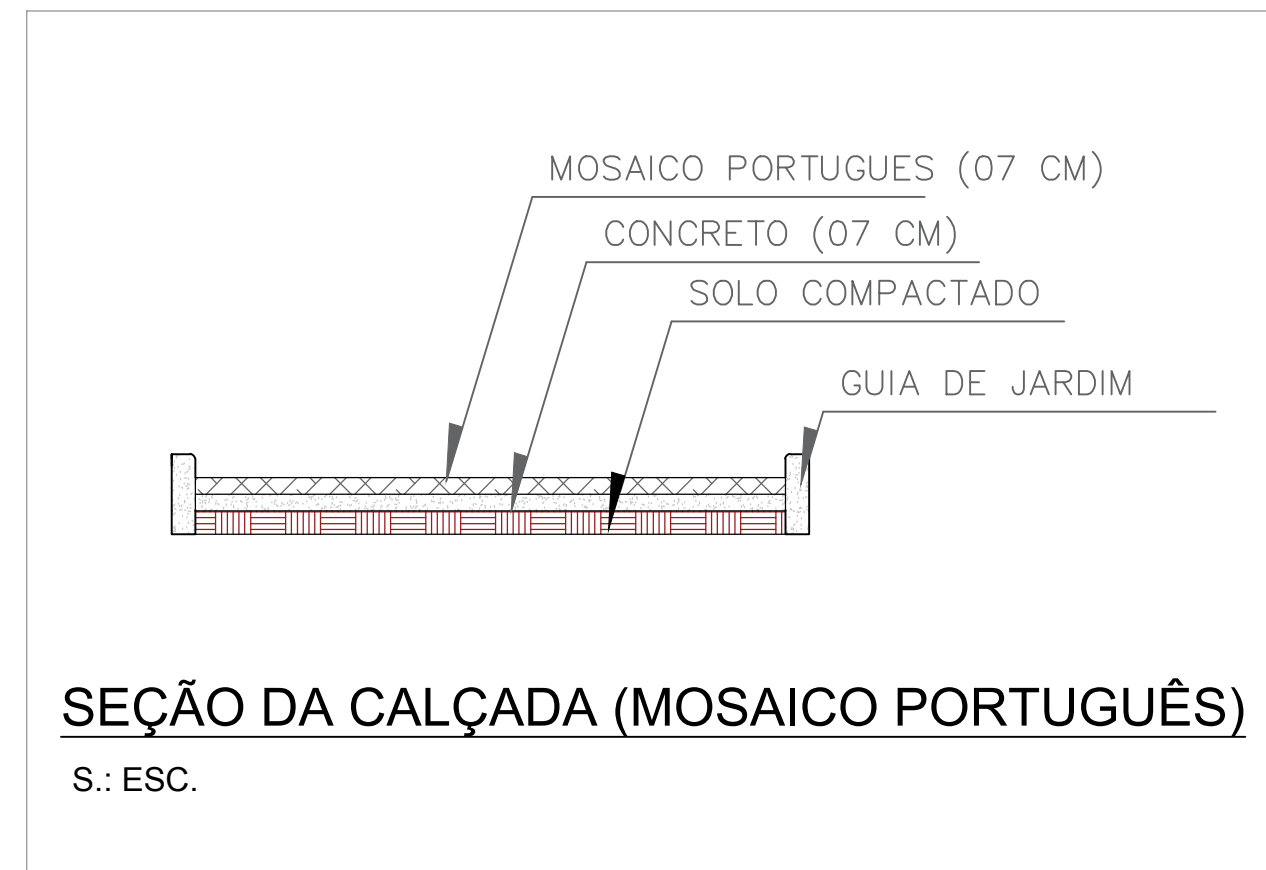 MOSAICO PORTUGUES (07 CM)
CONCRETO (07 CM)
SOLO COMPACTADO
GUIA DE JARDIM
SEÇÃO DA CALÇADA (MOSAICO PORTUGUÊS)
S.: ESC.